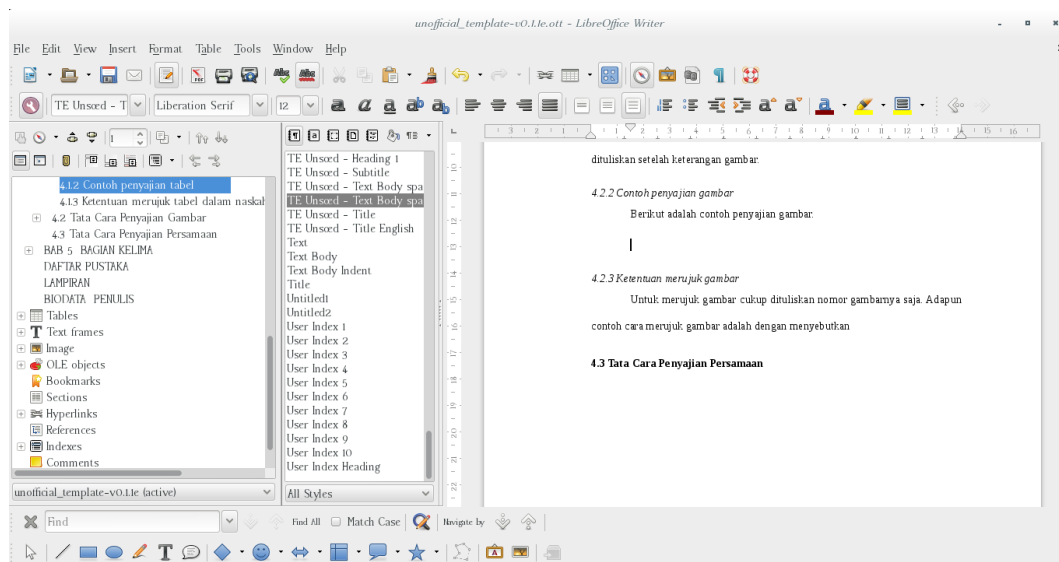 unofficial_template-v0.1.1e.ott - LibreOffice Writer
File Edit View Insert Format Table Tools Window Help
TE Unsoed - T
Liberation Serif
12
4.1.2 Contoh penyajian tabel
4.1.3 Ketentuan merujuk tabel dalam naskah
4.2 Tata Cara Penyajian Gambar
4.3 Tata Cara Penyajian Persamaan
BAB 5 BAGIAN KELIMA
DAFTAR PUSTAKA
LAMPIRAN
BIODATA PENULIS
Tables
Text frames
Image
OLE objects
Bookmarks
Sections
Hyperlinks
References
Indexes
Comments
unofficial_template-v0.1.1e (active)
TE Unsoed - Heading 1
TE Unsoed - Subtitle
TE Unsoed - Text Body spa
TE Unsoed - Text Body spa
TE Unsoed - Title
TE Unsoed - Title English
Text
Text Body
Text Body Indent
Title
Untitled1
Untitled2
User Index 1
User Index 2
User Index 3
User Index 4
User Index 5
User Index 6
User Index 7
User Index 8
User Index 9
User Index 10
User Index Heading
All Styles
dituliskan setelah keterangan gambar.
4.2.2 Contoh penyajian gambar
Berikut adalah contoh penyajian gambar.
4.2.3 Ketentuan merujuk gambar
Untuk merujuk gambar cukup dituliskan nomor gambarnya saja. Adapun
contoh cara merujuk gambar adalah dengan menyebutkan
4.3 Tata Cara Penyajian Persamaan
Find
Find All
Match Case
Navigate by